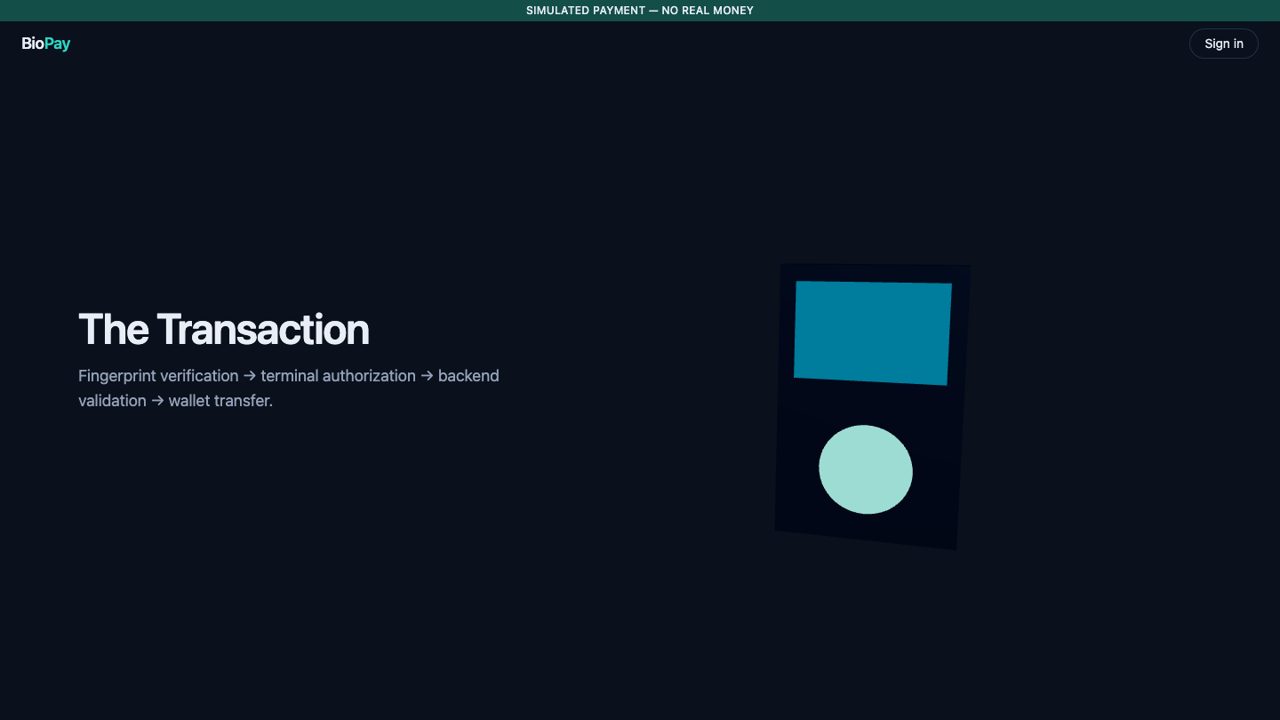 SIMULATED PAYMENT — NO REAL MONEY
BioPay
Sign in
The Transaction
Fingerprint verification → terminal authorization → backend
validation → wallet transfer.